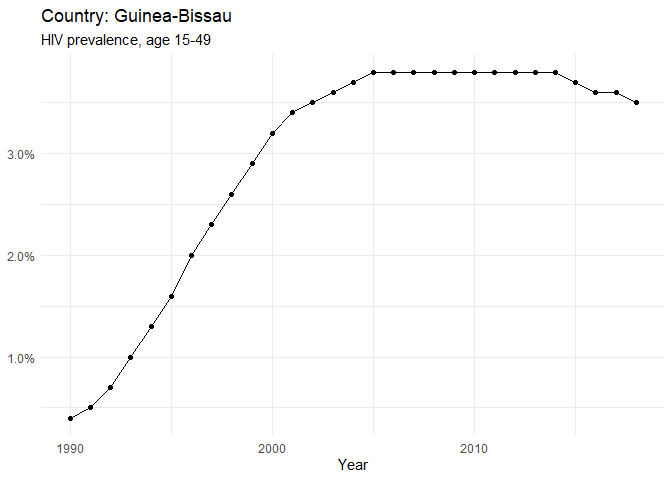 Country: Guinea-Bissau
HIV prevalence, age 15-49
3.0%
2.0%
1.0%
1990 2000 2010
Year